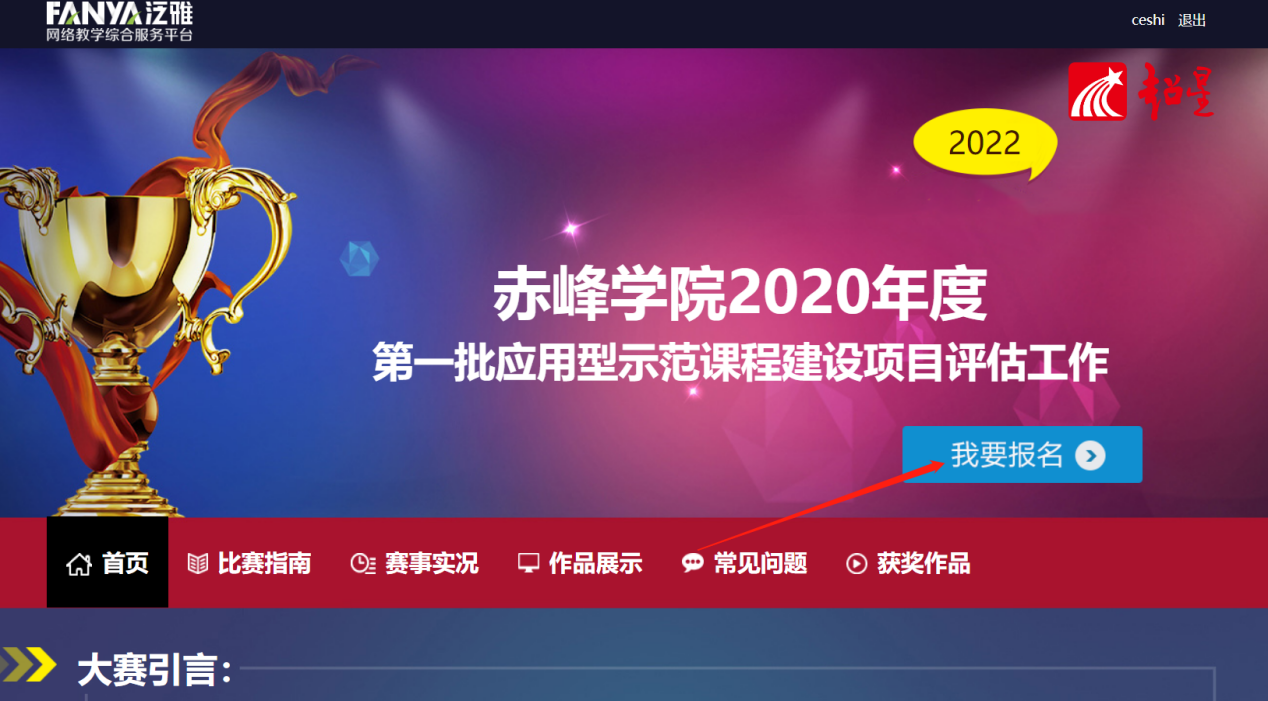 FANYA泛雅
网络教学综合服务平台
ceshi 退出
超星
2022
赤峰学院2020年度
第一批应用型示范课程建设项目评估工作
我要报名
首页 比赛指南 赛事实况 作品展示 常见问题 获奖作品
大赛引言：